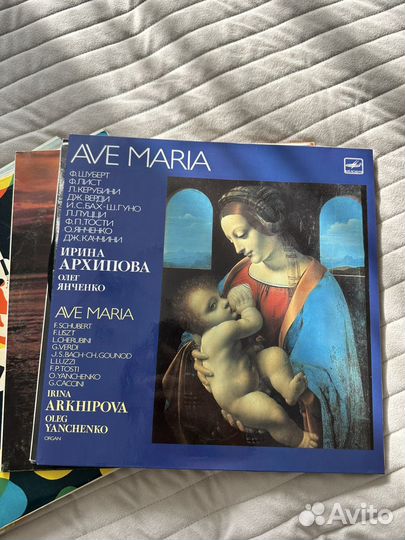 AVE MARIA
Ф. ШУБЕРТ
Ф. ЛИСТ
Л. КЕРУБИНИ
ДЖ. ВЕРДИ
И. С. БАХ - Ш. ГУНО
Л. ЛУЦЦИ
Ф. П. ТОСТИ
О. ЯНЧЕНКО
ДЖ. КАЧЧИНИ
ИРИНА
АРХИПОВА
ОЛЕГ
ЯНЧЕНКО
AVE MARIA
F. SCHUBERT
F. LISZT
L. CHERUBINI
G. VERDI
J. S. BACH - CH. GOUNOD
L. LUZZI
F. P. TOSTI
O. YANCHENKO
G. CACCINI
IRINA
ARKHIPOVA
OLEG
YANCHENKO
ORGAN
Avito